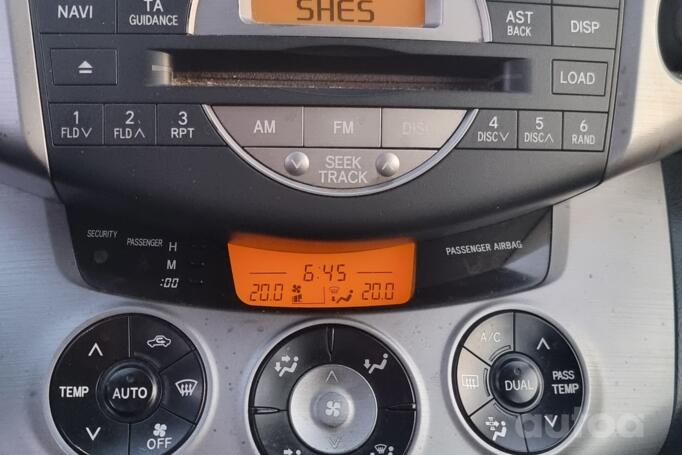 SHES
NAVI
TA
GUIDANCE
AST
BACK
DISP
LOAD
1
FLD
2
FLD
3
RPT
AM
FM
DISC
4
DISC
5
DISC
6
RAND
SEEK
TRACK
SECURITY
PASSENGER
H
M
:00
6:45
20.0
20.0
PASSENGER AIRBAG
TEMP
AUTO
OFF
A/C
DUAL
PASS
TEMP
autoa